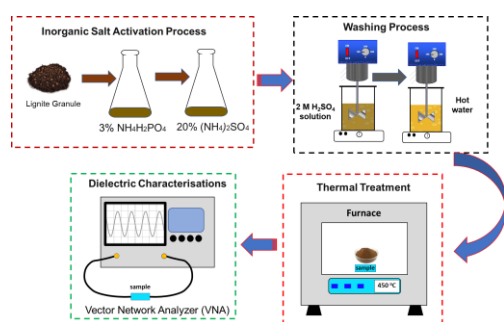 Inorganic Salt Activation Process
Lignite Granule
3% NH4H2PO4
20% (NH4)2SO4
Washing Process
2 M H2SO4
solution
Hot
water
Dielectric Characterisations
sample
Vector Network Analyzer (VNA)
Thermal Treatment
Furnace
sample
450 °C